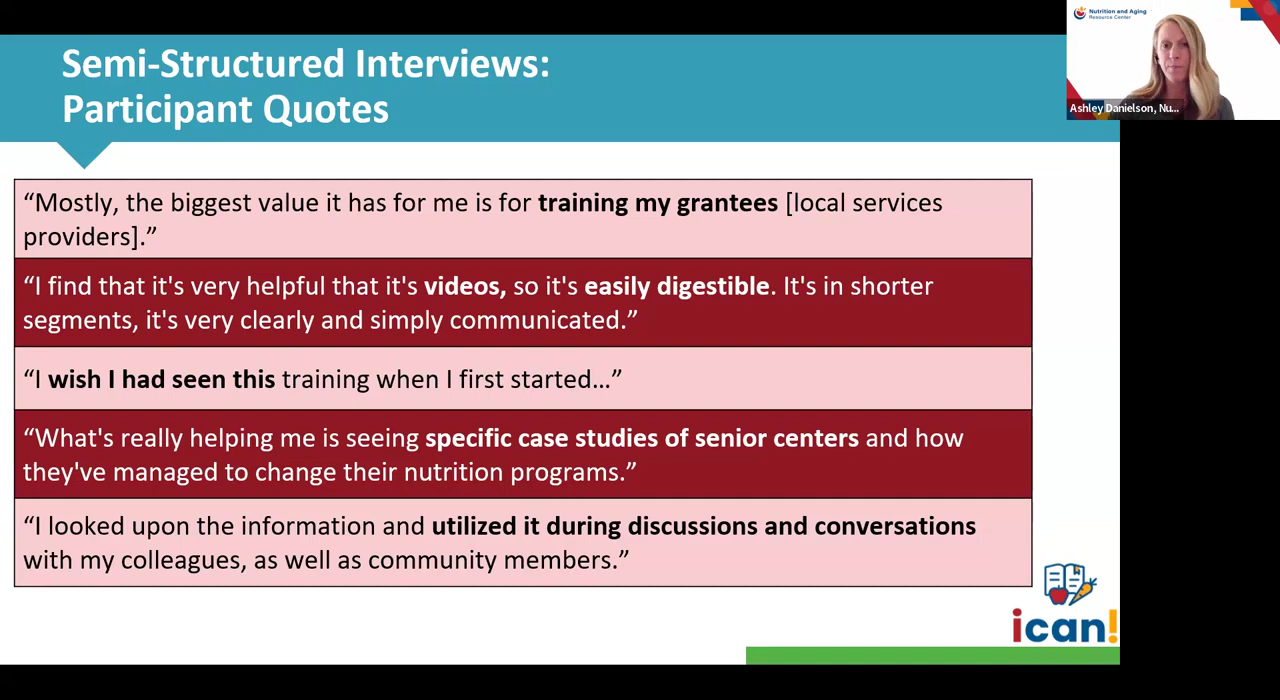 Semi-Structured Interviews:
Participant Quotes
Nutrition and Aging
Resource Center
Ashley Danielson, Nu...
“Mostly, the biggest value it has for me is for training my grantees [local services
providers].”
“I find that it's very helpful that it's videos, so it's easily digestible. It's in shorter
segments, it's very clearly and simply communicated.”
“I wish I had seen this training when I first started…”
“What's really helping me is seeing specific case studies of senior centers and how
they've managed to change their nutrition programs.”
“I looked upon the information and utilized it during discussions and conversations
with my colleagues, as well as community members.”
ican!